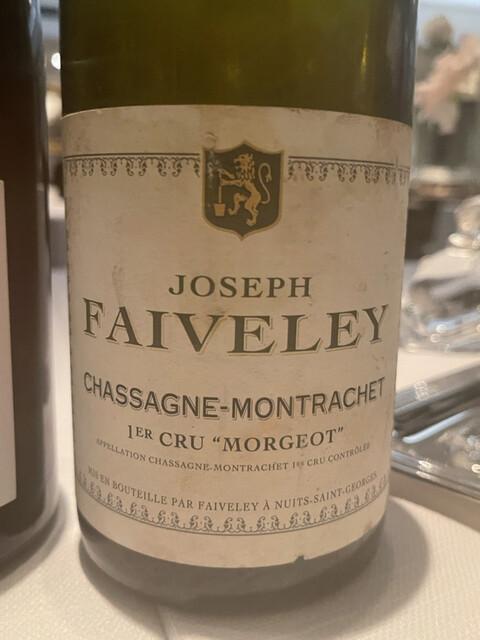 JOSEPH
FAIVELEY
CHASSAGNE-MONTRACHET
1ER CRU "MORGEOT"
APPELLATION CHASSAGNE-MONTRACHET 1ER CRU CONTRÔLÉE
MIS EN BOUTEILLE PAR FAIVELEY À NUITS-SAINT-GEORGES